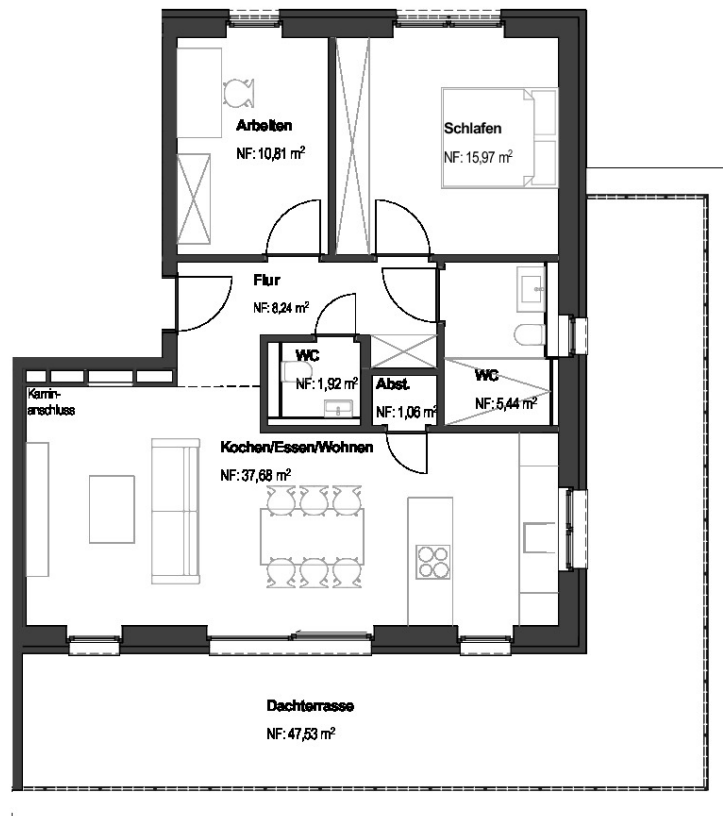 Arbeiten
NF: 10,81 m²
Schlafen
NF: 15,97 m²
Flur
NF: 8,24 m²
WC
NF: 1,92 m²
Abst.
NF: 1,06 m²
WC
NF: 5,44 m²
Kamin-
anschluss
Kochen/Essen/Wohnen
NF: 37,68 m²
Dachterrasse
NF: 47,53 m²